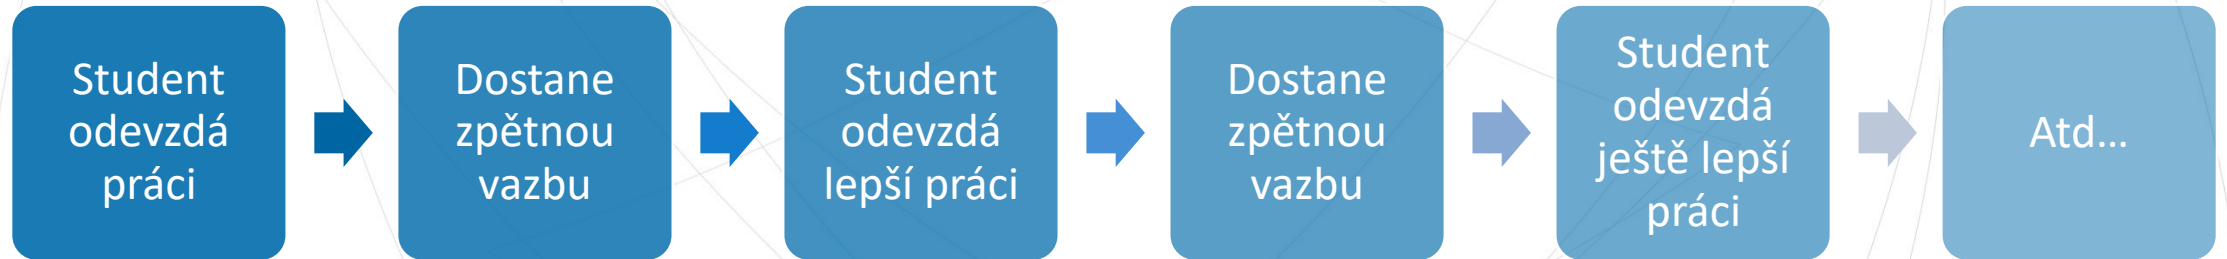 Student
odevzdá
práci
Dostane
zpětnou
vazbu
Student
odevzdá
lepší práci
Dostane
zpětnou
vazbu
Student
odevzdá
ještě lepší
práci
Atd…